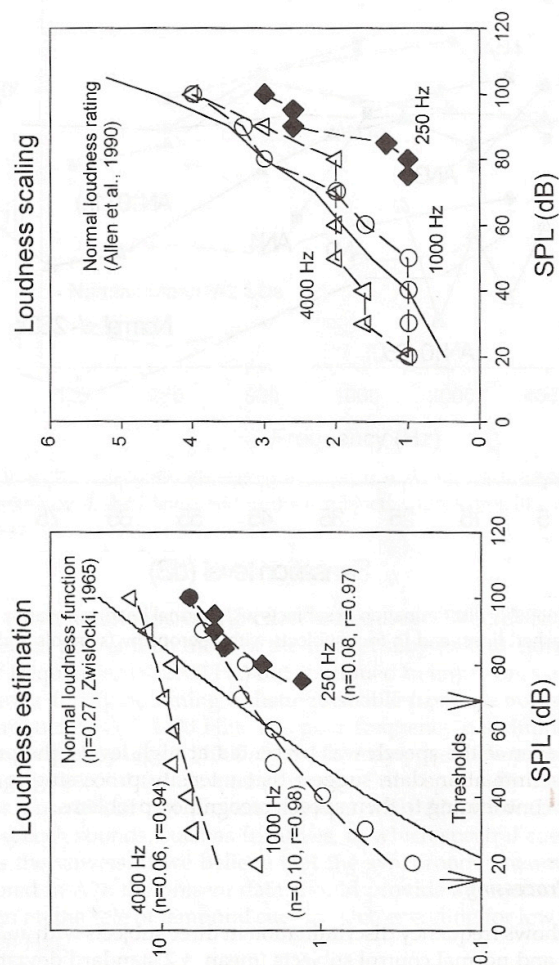 Loudness estimation
Normal loudness function
(n=0.27, Zwislocki, 1965)
4000 Hz
(n=0.06, r=0.94)
1000 Hz
(n=0.10, r=0.98)
250 Hz
(n=0.08, r=0.97)
Thresholds
10
1
0.1
0 20 40 60 80 100 120
SPL (dB)
Loudness scaling
Normal loudness rating
(Allen et al., 1990)
4000 Hz
1000 Hz
250 Hz
6
5
4
3
2
1
0
0 20 40 60 80 100 120
SPL (dB)